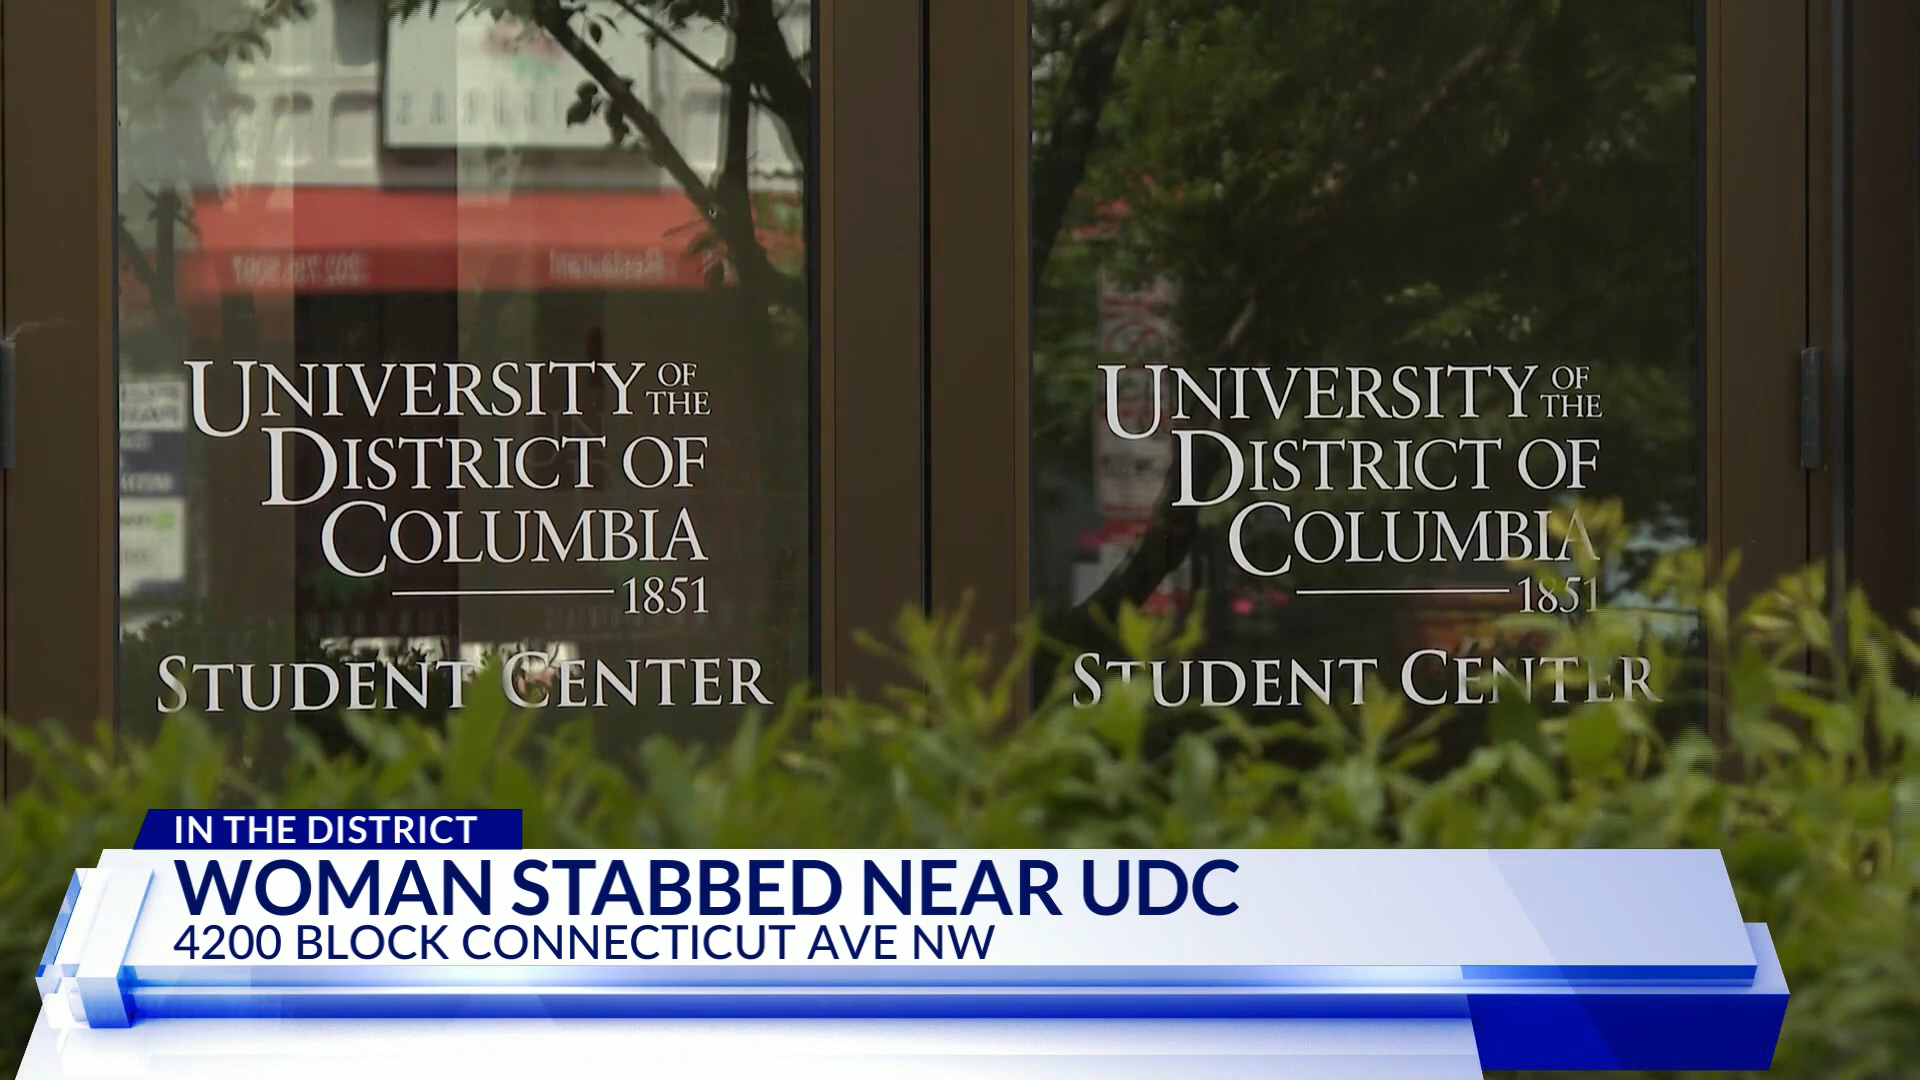 UNIVERSITY OF THE
DISTRICT OF
COLUMBIA
1851
STUDENT CENTER
UNIVERSITY OF THE
DISTRICT OF
COLUMBIA
1851
STUDENT CENTER
IN THE DISTRICT
WOMAN STABBED NEAR UDC
4200 BLOCK CONNECTICUT AVE NW